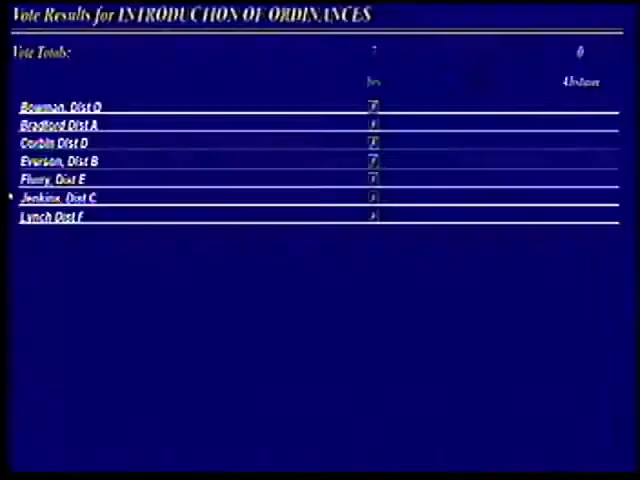 Vote Results for INTRODUCTION OF ORDINANCES
Vote Totals: 7 0
Yes Abstain
Bowman, Dist G
Bradford Dist A
Corbin Dist D
Everson, Dist B
Flurry, Dist E
Jenkins, Dist C
Lynch Dist F